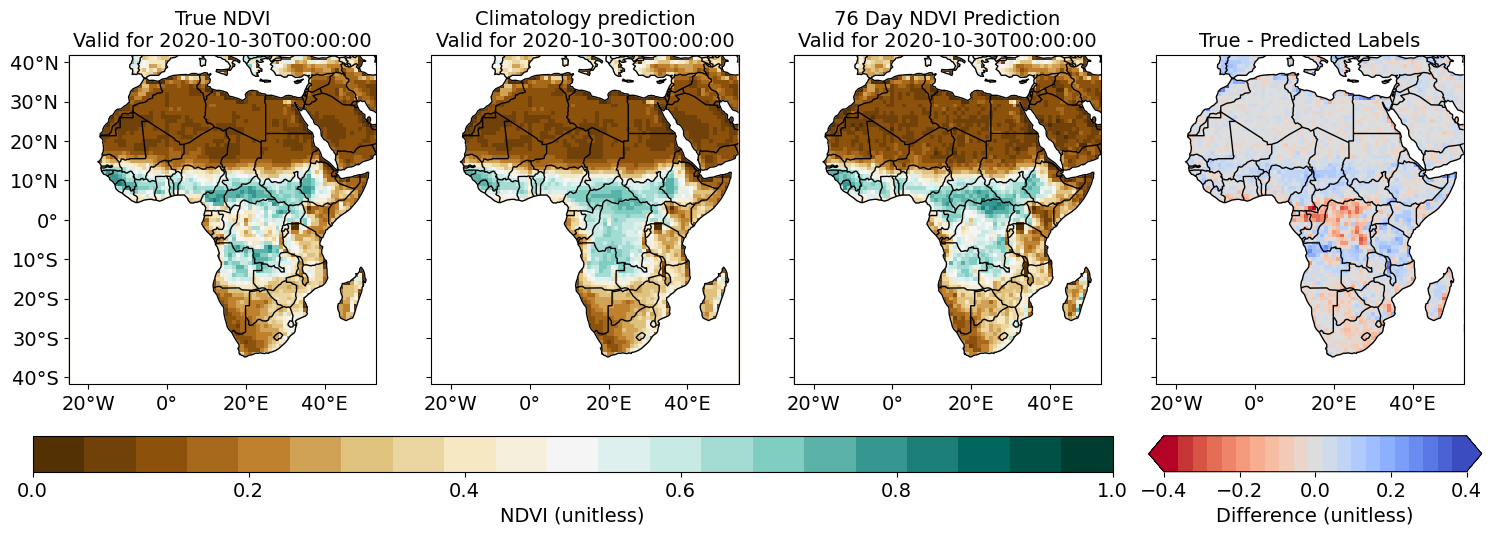 True NDVI
Valid for 2020-10-30T00:00:00
Climatology prediction
Valid for 2020-10-30T00:00:00
76 Day NDVI Prediction
Valid for 2020-10-30T00:00:00
True - Predicted Labels
40°N
30°N
20°N
10°N
0°
10°S
20°S
30°S
40°S
20°W 0° 20°E 40°E
20°W 0° 20°E 40°E
20°W 0° 20°E 40°E
20°W 0° 20°E 40°E
0.0 0.2 0.4 0.6 0.8 1.0
NDVI (unitless)
−0.4 −0.2 0.0 0.2 0.4
Difference (unitless)